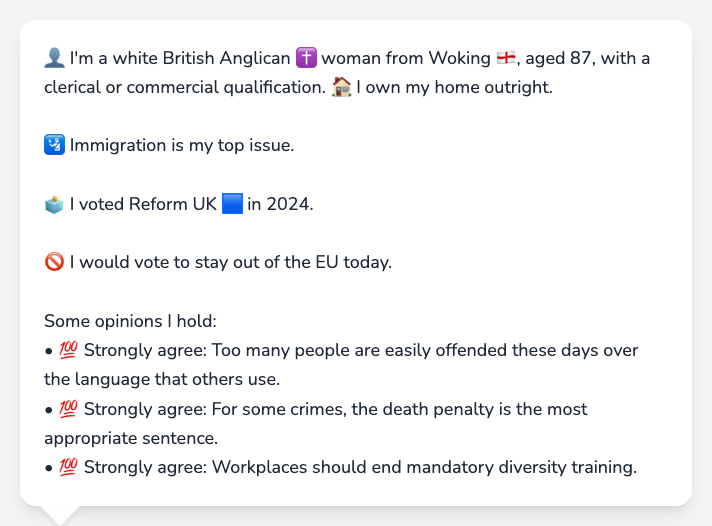 👤 I'm a white British Anglican ✝️ woman from Woking 🏴󠁧󠁢󠁥󠁮󠁧󠁿, aged 87, with a
clerical or commercial qualification. 🏠 I own my home outright.
🛂 Immigration is my top issue.
🗳️ I voted Reform UK 🟦 in 2024.
🚫 I would vote to stay out of the EU today.
Some opinions I hold:
• 💯 Strongly agree: Too many people are easily offended these days over
the language that others use.
• 💯 Strongly agree: For some crimes, the death penalty is the most
appropriate sentence.
• 💯 Strongly agree: Workplaces should end mandatory diversity training.